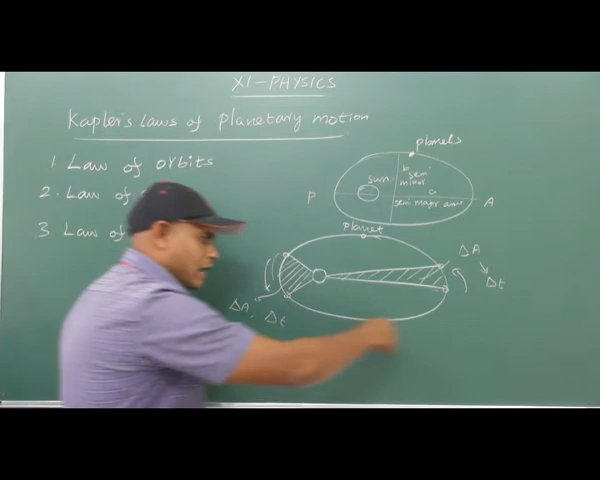 XI-PHYSICS
Kapler's laws of planetary motion
1. Law of orbits
2. Law of
3 Law of
planets
sun
b
semi
minor
a
semi major axis
P
A
planet
ΔA
Δt
ΔA, Δt